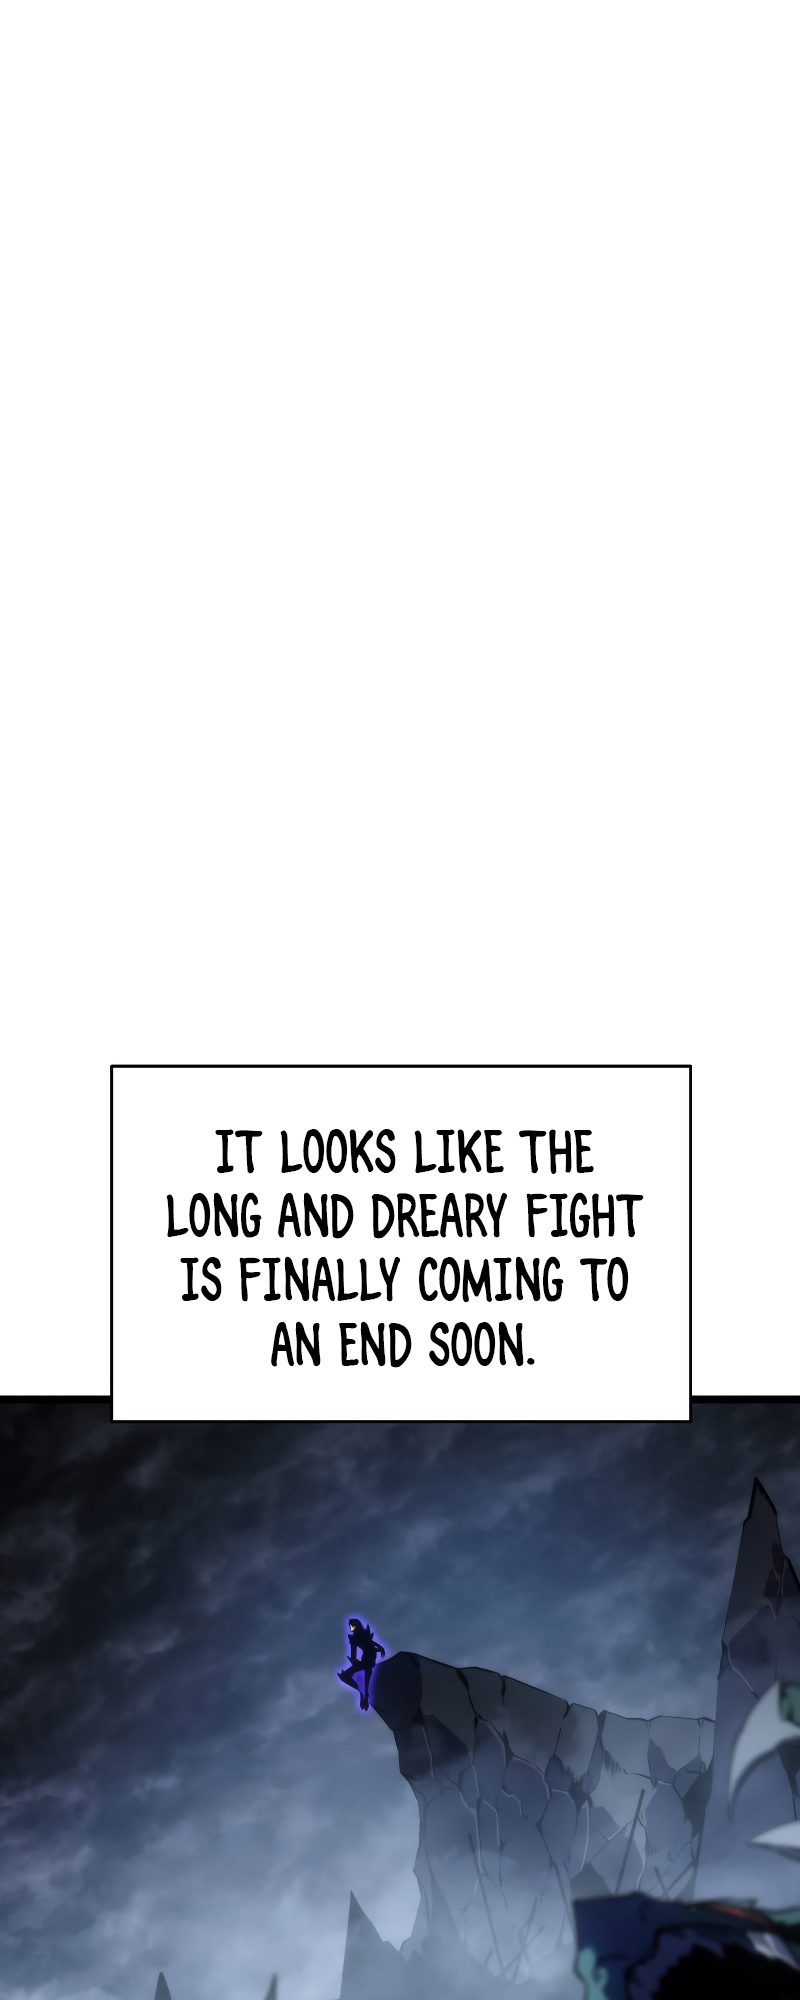 IT LOOKS LIKE THE
LONG AND DREARY FIGHT
IS FINALLY COMING TO
AN END SOON.